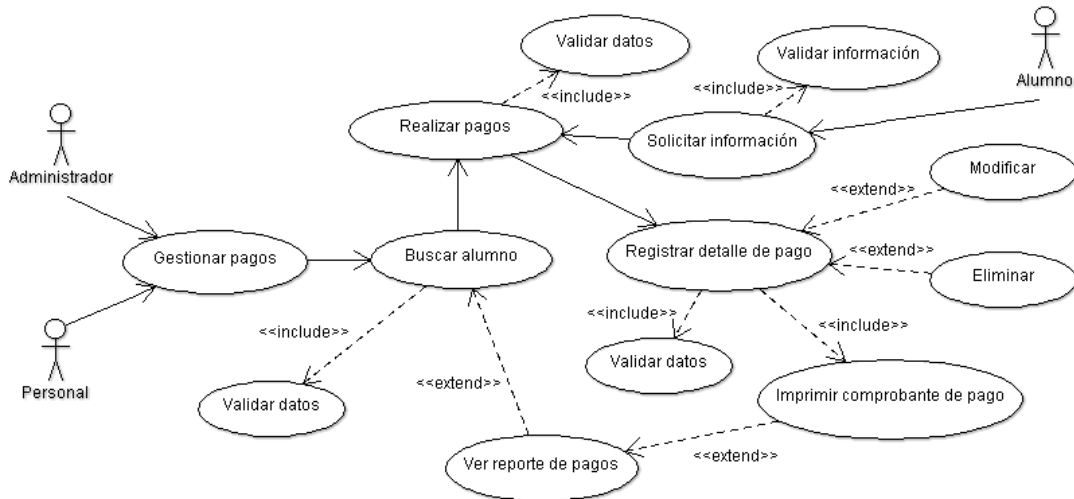 Validar datos
Validar información
Alumno
<<include>>
<<include>>
Realizar pagos
Solicitar información
Administrador
Modificar
<<extend>>
Gestionar pagos
Buscar alumno
Registrar detalle de pago
<<extend>>
Eliminar
<<include>>
<<include>>
<<include>>
Personal
Validar datos
<<extend>>
Validar datos
Imprimir comprobante de pago
Ver reporte de pagos
<<extend>>